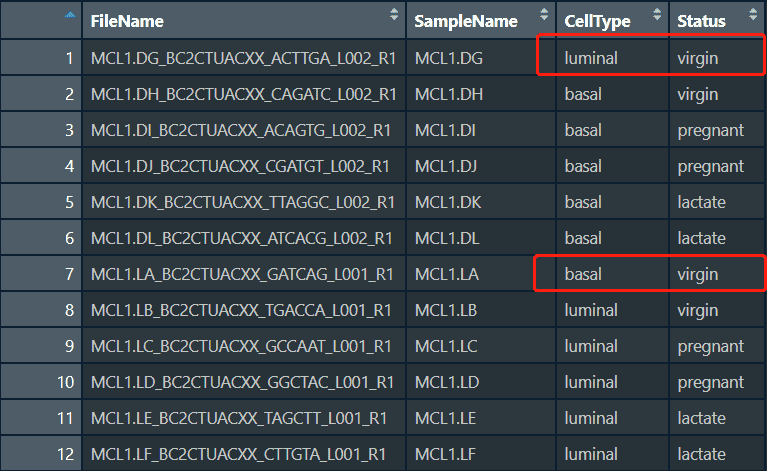 FileName SampleName CellType Status
1 MCL1.DG_BC2CTUACXX_ACTTGA_L002_R1 MCL1.DG luminal virgin
2 MCL1.DH_BC2CTUACXX_CAGATC_L002_R1 MCL1.DH basal virgin
3 MCL1.DI_BC2CTUACXX_ACAGTG_L002_R1 MCL1.DI basal pregnant
4 MCL1.DJ_BC2CTUACXX_CGATGT_L002_R1 MCL1.DJ basal pregnant
5 MCL1.DK_BC2CTUACXX_TTAGGC_L002_R1 MCL1.DK basal lactate
6 MCL1.DL_BC2CTUACXX_ATCACG_L002_R1 MCL1.DL basal lactate
7 MCL1.LA_BC2CTUACXX_GATCAG_L001_R1 MCL1.LA basal virgin
8 MCL1.LB_BC2CTUACXX_TGACCA_L001_R1 MCL1.LB luminal virgin
9 MCL1.LC_BC2CTUACXX_GCCAAT_L001_R1 MCL1.LC luminal pregnant
10 MCL1.LD_BC2CTUACXX_GGCTAC_L001_R1 MCL1.LD luminal pregnant
11 MCL1.LE_BC2CTUACXX_TAGCTT_L001_R1 MCL1.LE luminal lactate
12 MCL1.LF_BC2CTUACXX_CTTGTA_L001_R1 MCL1.LF luminal lactate